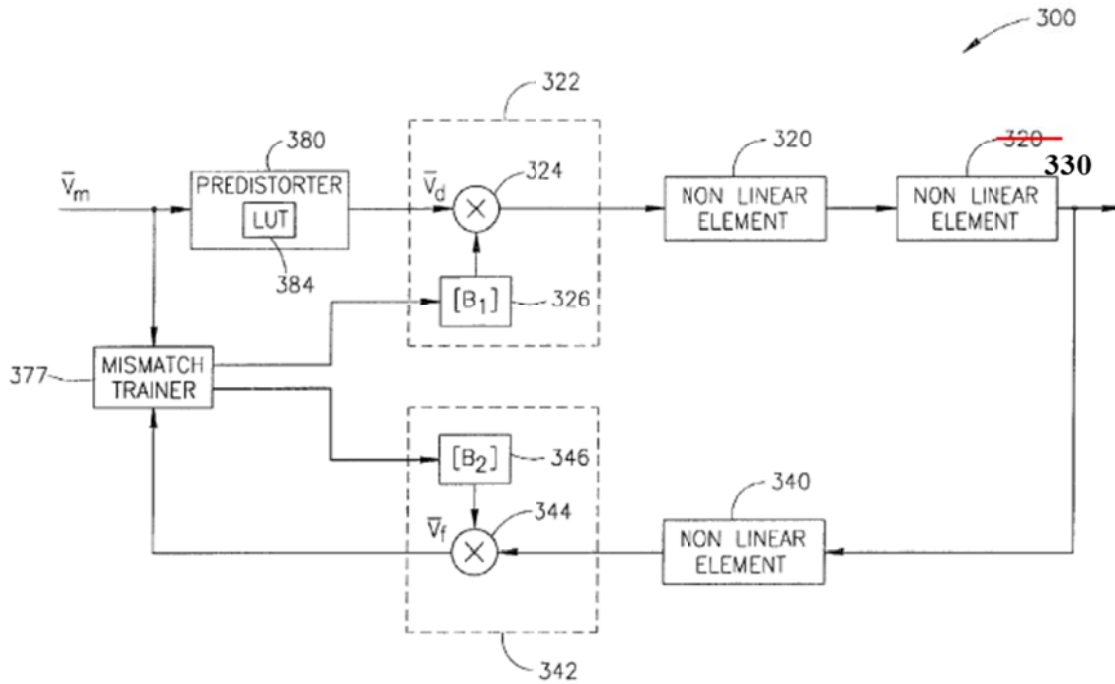 300
322
380
320
320
330
V̄m
PREDISTORTER
LUT
384
V̄d
324
NON LINEAR
ELEMENT
NON LINEAR
ELEMENT
[B1]
326
377
MISMATCH
TRAINER
[B2]
346
340
V̄f
344
NON LINEAR
ELEMENT
342